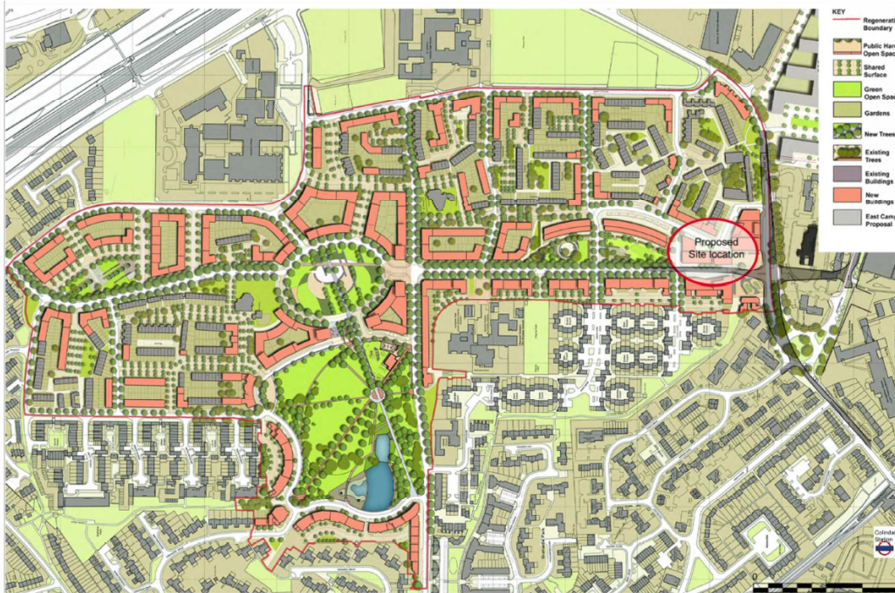 KEY
Regenerati
Boundary
Public Har
Open Spac
Shared
Surface
Green
Open Spac
Gardens
New Trees
Existing
Trees
Existing
Buildings
New
Buildings
East Camp
Proposal
Proposed
Site location
Colinda
Station